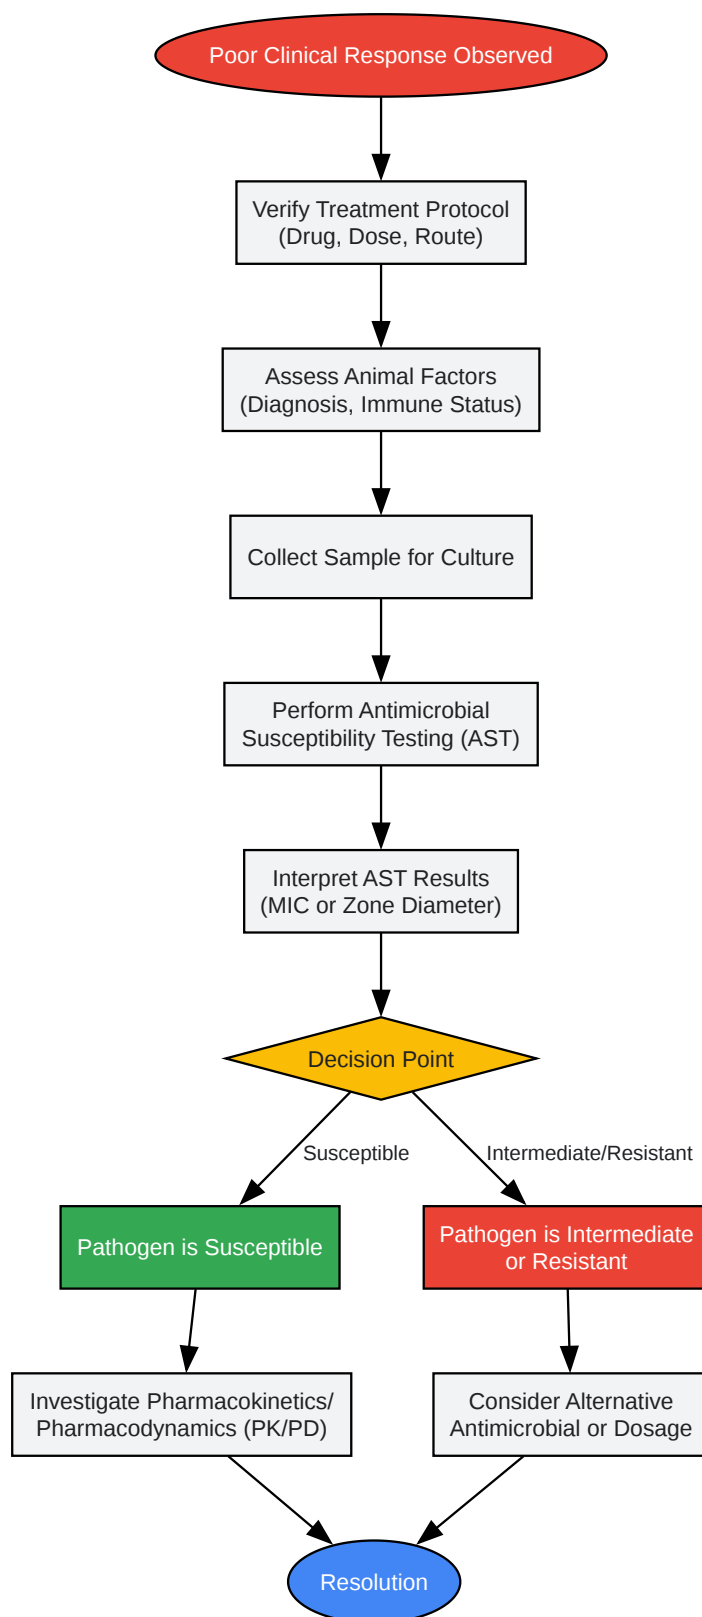 Poor Clinical Response Observed
Verify Treatment Protocol
(Drug, Dose, Route)
Assess Animal Factors
(Diagnosis, Immune Status)
Collect Sample for Culture
Perform Antimicrobial
Susceptibility Testing (AST)
Interpret AST Results
(MIC or Zone Diameter)
Decision Point
Susceptible
Intermediate/Resistant
Pathogen is Susceptible
Pathogen is Intermediate
or Resistant
Investigate Pharmacokinetics/
Pharmacodynamics (PK/PD)
Consider Alternative
Antimicrobial or Dosage
Resolution